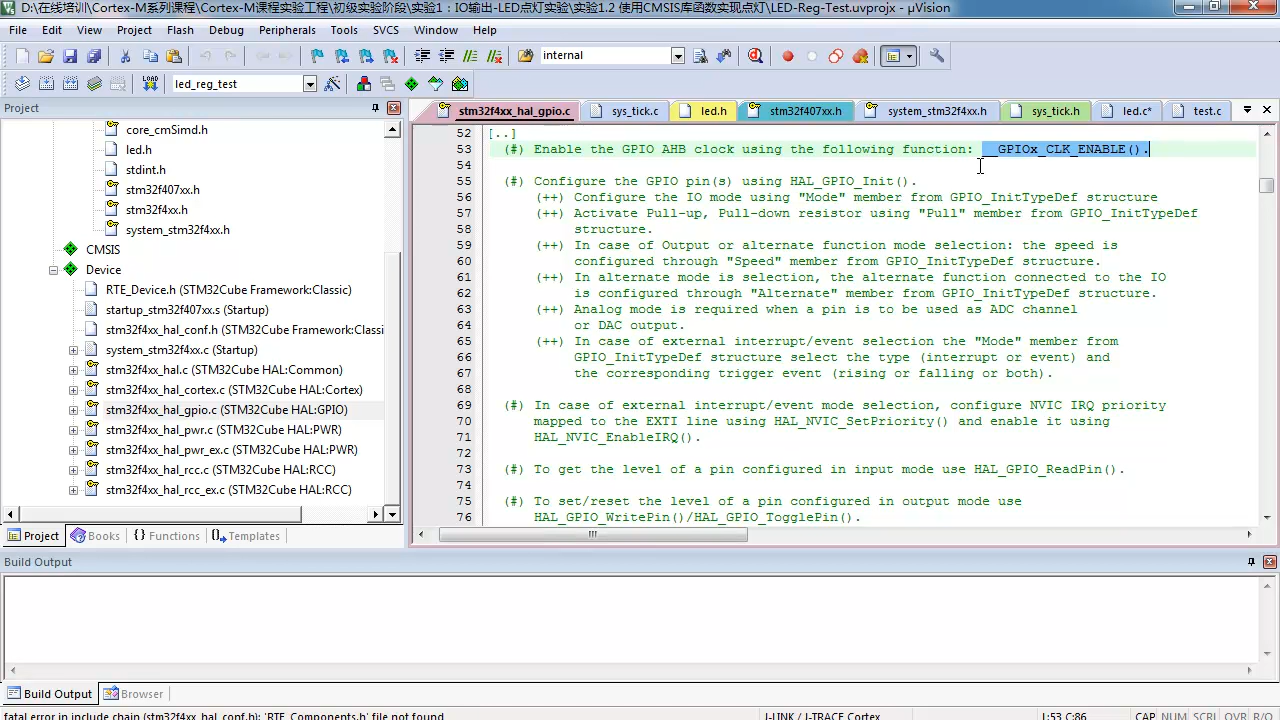 D:\在线培训\Cortex-M系列课程\Cortex-M课程实验工程\初级实验阶段\实验1：IO输出-LED点灯实验\实验1.2 使用CMSIS库函数实现点灯\LED-Reg-Test.uvprojx - µVision
File Edit View Project Flash Debug Peripherals Tools SVCS Window Help
internal
LOAD led_reg_test
Project
stm32f4xx_hal_gpio.c sys_tick.c led.h stm32f407xx.h system_stm32f4xx.h sys_tick.h led.c* test.c
core_cmSimd.h
led.h
stdint.h
stm32f407xx.h
stm32f4xx.h
system_stm32f4xx.h
CMSIS
Device
RTE_Device.h (STM32Cube Framework:Classic)
startup_stm32f407xx.s (Startup)
stm32f4xx_hal_conf.h (STM32Cube Framework:Classi
system_stm32f4xx.c (Startup)
stm32f4xx_hal.c (STM32Cube HAL:Common)
stm32f4xx_hal_cortex.c (STM32Cube HAL:Cortex)
stm32f4xx_hal_gpio.c (STM32Cube HAL:GPIO)
stm32f4xx_hal_pwr.c (STM32Cube HAL:PWR)
stm32f4xx_hal_pwr_ex.c (STM32Cube HAL:PWR)
stm32f4xx_hal_rcc.c (STM32Cube HAL:RCC)
stm32f4xx_hal_rcc_ex.c (STM32Cube HAL:RCC)
52 [..]
53 (#) Enable the GPIO AHB clock using the following function: __GPIOx_CLK_ENABLE().
54
55 (#) Configure the GPIO pin(s) using HAL_GPIO_Init().
56 (++) Configure the IO mode using "Mode" member from GPIO_InitTypeDef structure
57 (++) Activate Pull-up, Pull-down resistor using "Pull" member from GPIO_InitTypeDef
58 structure.
59 (++) In case of Output or alternate function mode selection: the speed is
60 configured through "Speed" member from GPIO_InitTypeDef structure.
61 (++) In alternate mode is selection, the alternate function connected to the IO
62 is configured through "Alternate" member from GPIO_InitTypeDef structure.
63 (++) Analog mode is required when a pin is to be used as ADC channel
64 or DAC output.
65 (++) In case of external interrupt/event selection the "Mode" member from
66 GPIO_InitTypeDef structure select the type (interrupt or event) and
67 the corresponding trigger event (rising or falling or both).
68
69 (#) In case of external interrupt/event mode selection, configure NVIC IRQ priority
70 mapped to the EXTI line using HAL_NVIC_SetPriority() and enable it using
71 HAL_NVIC_EnableIRQ().
72
73 (#) To get the level of a pin configured in input mode use HAL_GPIO_ReadPin().
74
75 (#) To set/reset the level of a pin configured in output mode use
76 HAL_GPIO_WritePin()/HAL_GPIO_TogglePin().
Project Books {} Functions Templates
Build Output
Build Output Browser
fatal error in include chain (stm32f4xx_hal_conf.h): 'RTE_Components.h' file not found J-LINK / J-TRACE Cortex L:53 C:86 CAP NUM SCRL OVR R/O